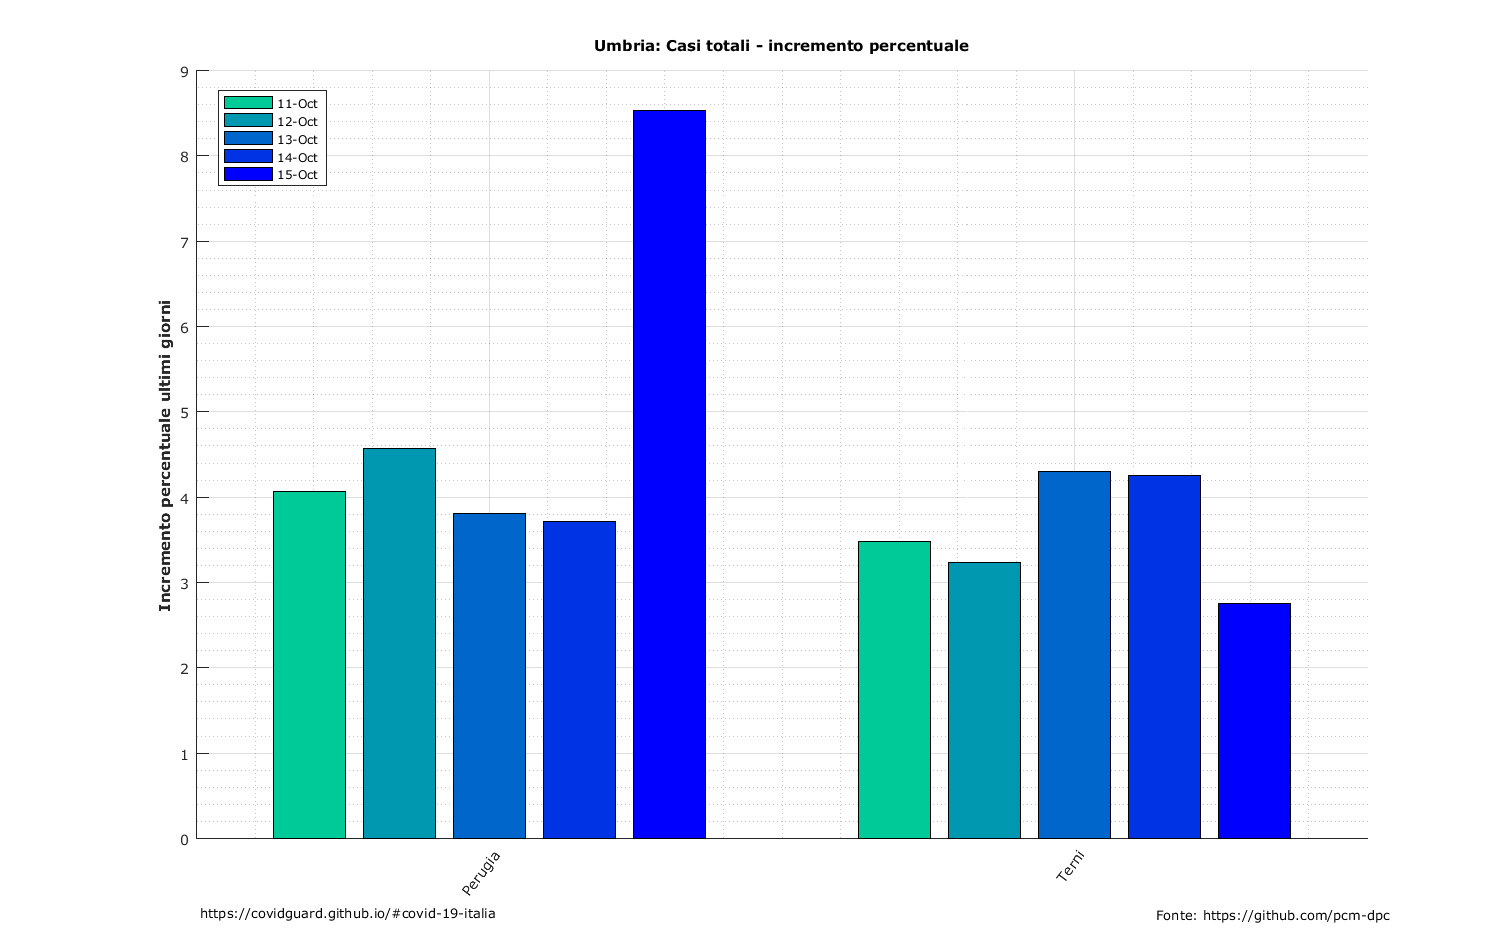 Umbria: Casi totali - incremento percentuale
9
8
7
6
5
4
3
2
1
0
Incremento percentuale ultimi giorni
11-Oct
12-Oct
13-Oct
14-Oct
15-Oct
Perugia
Terni
https://covidguard.github.io/#covid-19-italia
Fonte: https://github.com/pcm-dpc